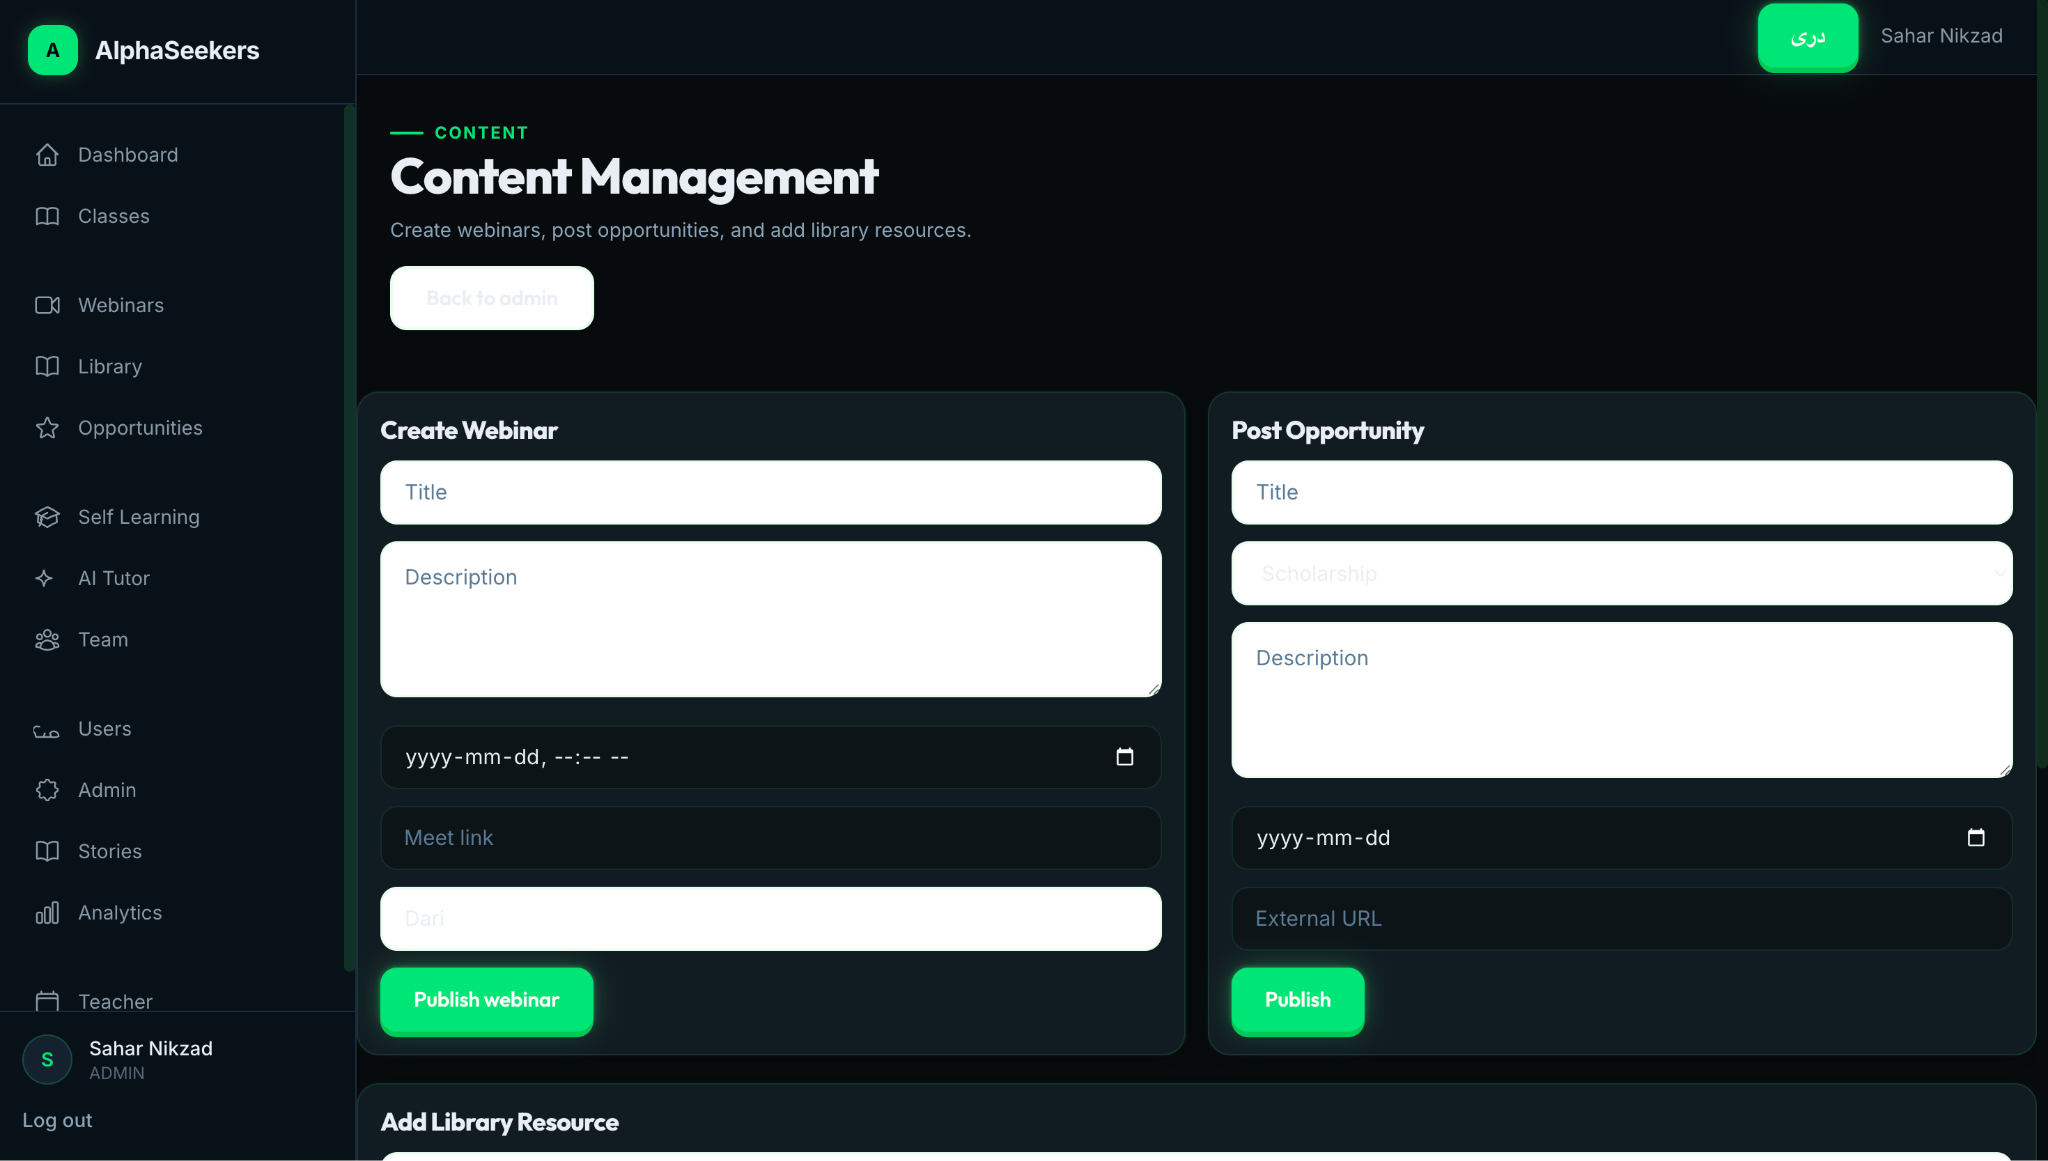 A AlphaSeekers
دری
Sahar Nikzad
Dashboard
Classes
Webinars
Library
Opportunities
Self Learning
AI Tutor
Team
Users
Admin
Stories
Analytics
Teacher
S
Sahar Nikzad
ADMIN
Log out
CONTENT
Content Management
Create webinars, post opportunities, and add library resources.
Back to admin
Create Webinar
Title
Description
yyyy-mm-dd, --:-- --
Meet link
Dari
Publish webinar
Post Opportunity
Title
Scholarship
Description
yyyy-mm-dd
External URL
Publish
Add Library Resource